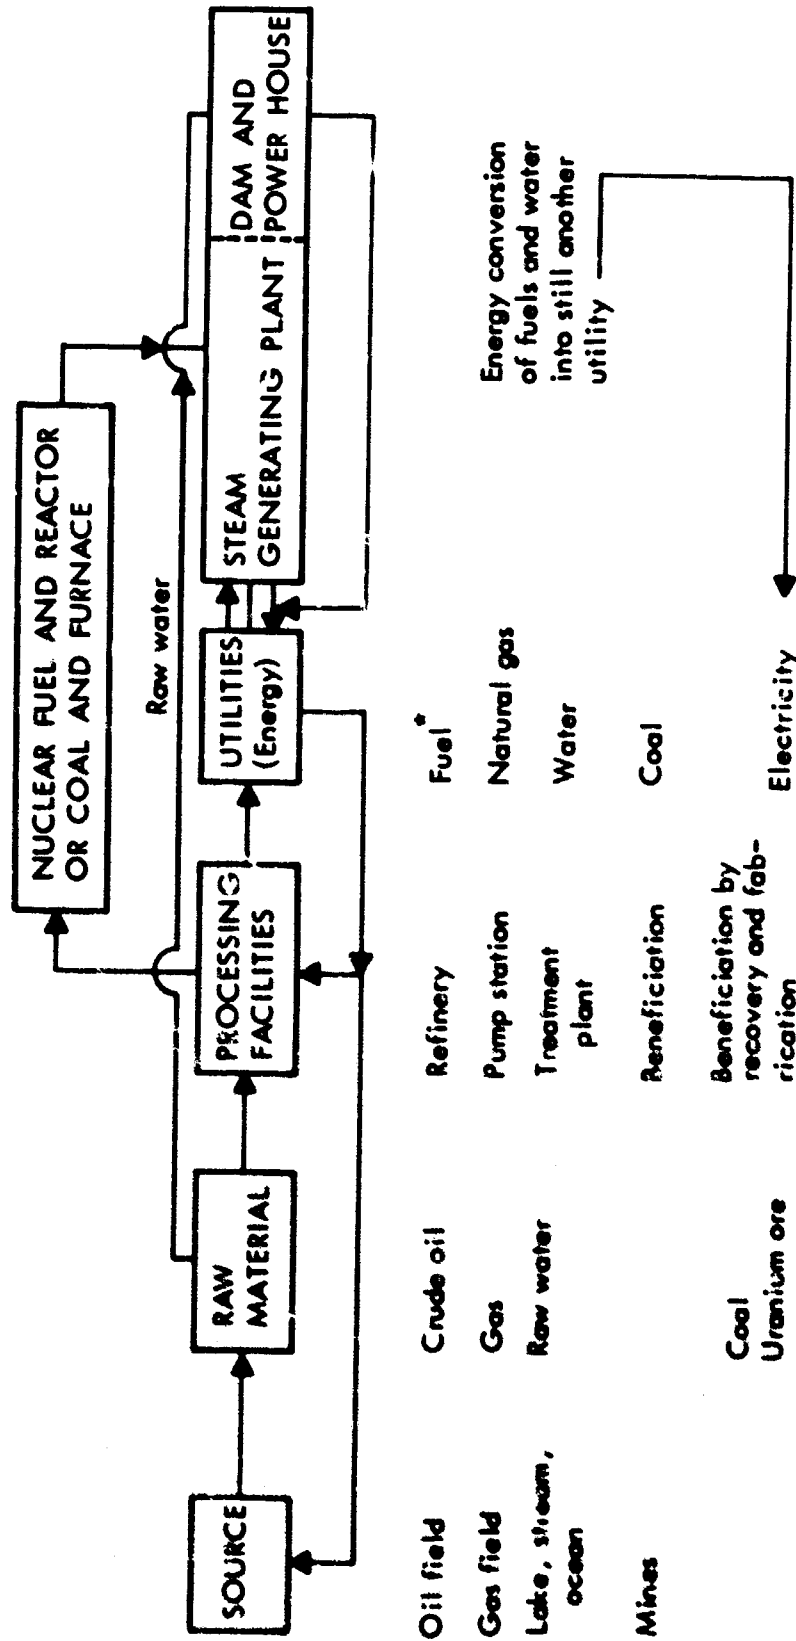 NUCLEAR FUEL AND REACTOR
OR COAL AND FURNACE
Raw water
SOURCE
RAW
MATERIAL
PROCESSING
FACILITIES
UTILITIES
(Energy)
STEAM
GENERATING PLANT
DAM AND
POWER HOUSE
Oil field
Crude oil
Refinery
Fuel*
Gas field
Gas
Pump station
Natural gas
Lake, stream,
ocean
Raw water
Treatment
plant
Water
Mines
Beneficiation
Coal
Coal
Uranium ore
Beneficiation by
recovery and fab-
rication
Electricity
Energy conversion
of fuels and water
into still another
utility